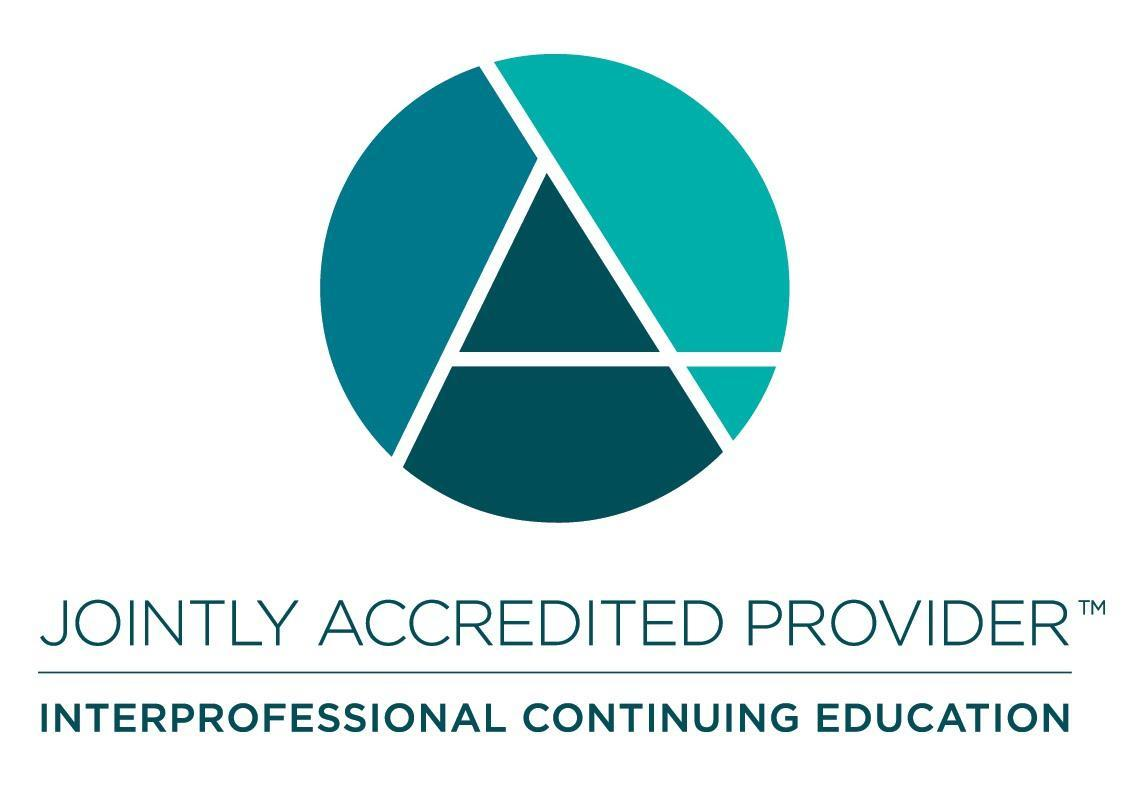 JOINTLY ACCREDITED PROVIDER™
INTERPROFESSIONAL CONTINUING EDUCATION